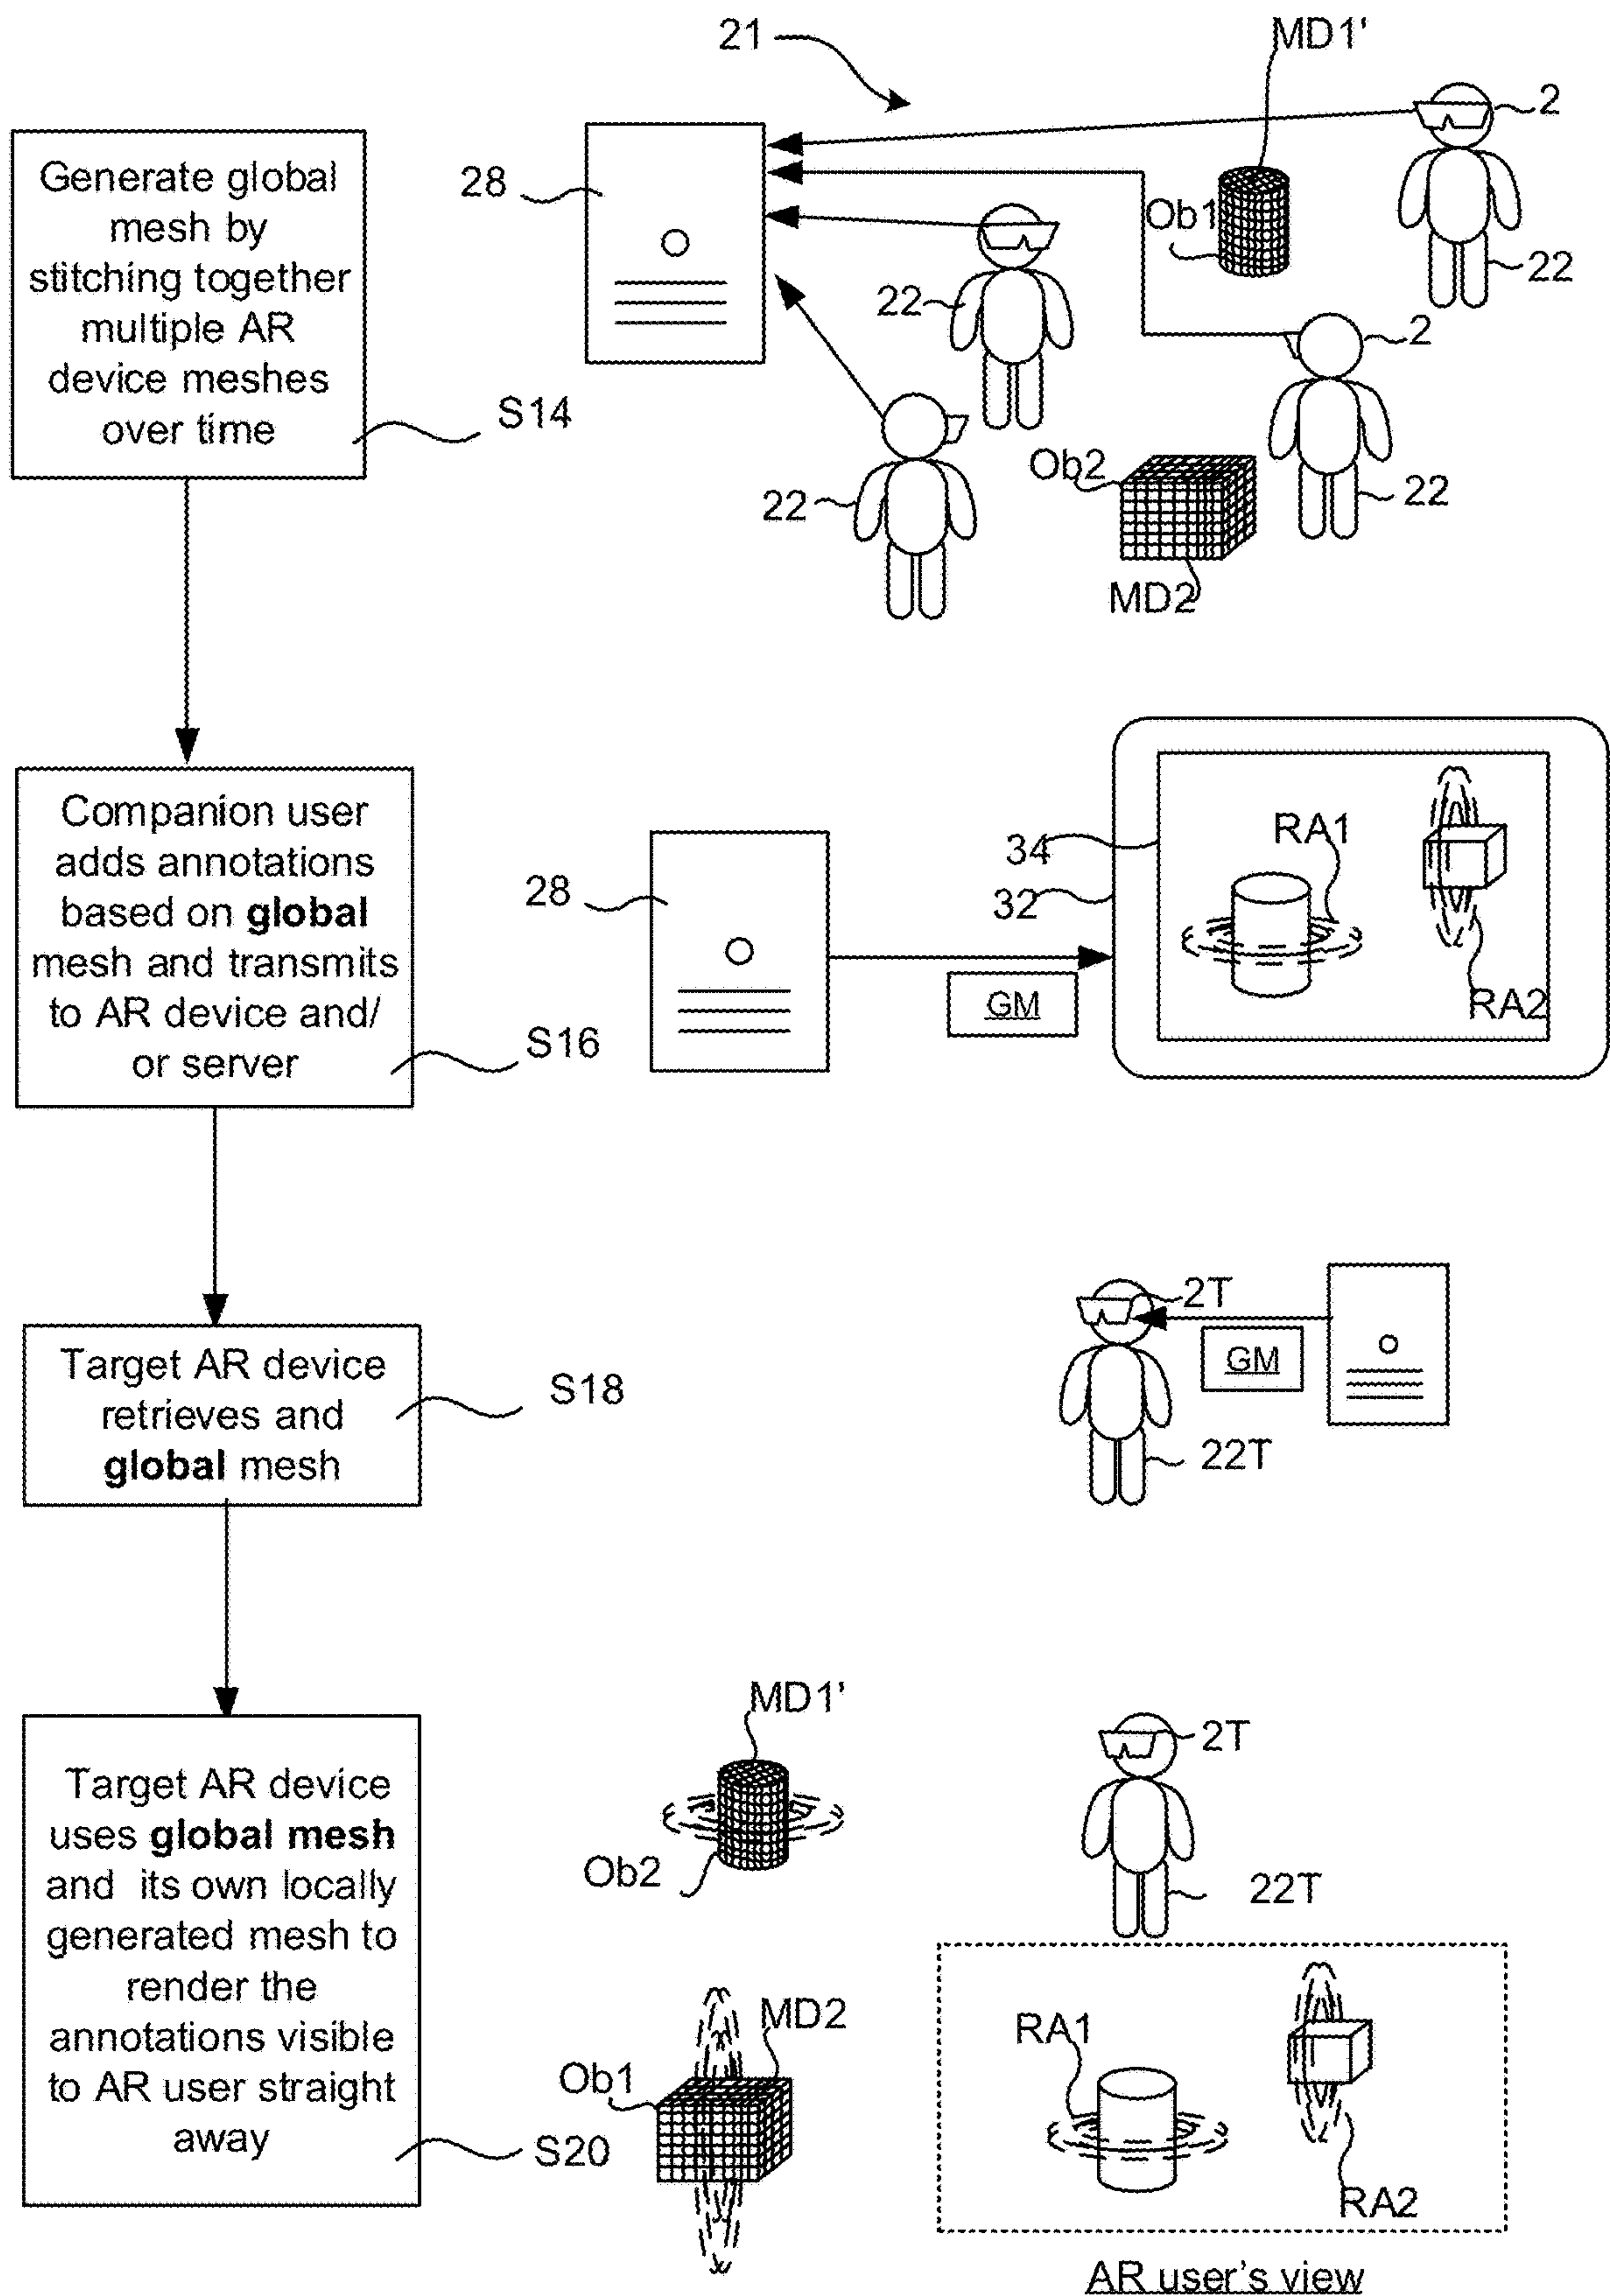 21
MD1'
2
Generate global
mesh by
stitching together
multiple AR
device meshes
over time
S14
28
Ob1
22
22
2
Ob2
22
22
MD2
Companion user
adds annotations
based on global
mesh and transmits
to AR device and/
or server
S16
28
34
32
GM
RA1
RA2
Target AR device
retrieves and
global mesh
S18
2T
GM
22T
Target AR device
uses global mesh
and its own locally
generated mesh to
render the
annotations visible
to AR user straight
away
S20
MD1'
Ob2
2T
22T
MD2
Ob1
RA1
RA2
AR user's view